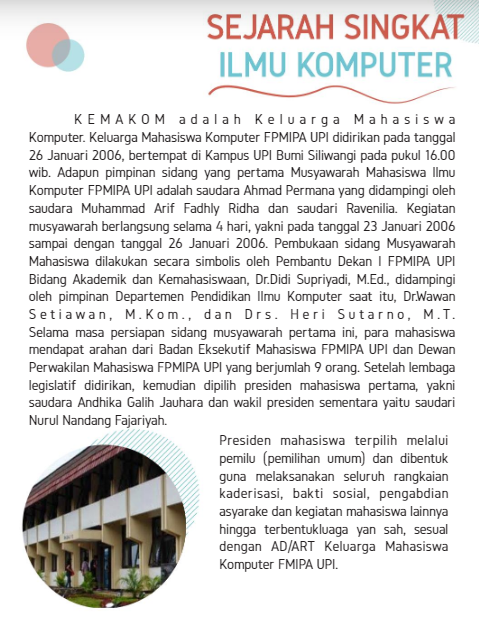 SEJARAH SINGKAT
ILMU KOMPUTER
KEMAKOM adalah Keluarga Mahasiswa
Komputer. Keluarga Mahasiswa Komputer FPMIPA UPI didirikan pada tanggal
26 Januari 2006, bertempat di Kampus UPI Bumi Siliwangi pada pukul 16.00
wib. Adapun pimpinan sidang yang pertama Musyawarah Mahasiswa Ilmu
Komputer FPMIPA UPI adalah saudara Ahmad Permana yang didampingi oleh
saudara Muhammad Arif Fadhly Ridha dan saudari Ravenilia. Kegiatan
musyawarah berlangsung selama 4 hari, yakni pada tanggal 23 Januari 2006
sampai dengan tanggal 26 Januari 2006. Pembukaan sidang Musyawarah
Mahasiswa dilakukan secara simbolis oleh Pembantu Dekan I FPMIPA UPI
Bidang Akademik dan Kemahasiswaan, Dr.Didi Supriyadi, M.Ed., didampingi
oleh pimpinan Departemen Pendidikan Ilmu Komputer saat itu, Dr.Wawan
Setiawan, M.Kom., dan Drs. Heri Sutarno, M.T.
Selama masa persiapan sidang musyawarah pertama ini, para mahasiswa
mendapat arahan dari Badan Eksekutif Mahasiswa FPMIPA UPI dan Dewan
Perwakilan Mahasiswa FPMIPA UPI yang berjumlah 9 orang. Setelah lembaga
legislatif didirikan, kemudian dipilih presiden mahasiswa pertama, yakni
saudara Andhika Galih Jauhara dan wakil presiden sementara yaitu saudari
Nurul Nandang Fajariyah.
Presiden mahasiswa terpilih melalui
pemilu (pemilihan umum) dan dibentuk
guna melaksanakan seluruh rangkaian
kaderisasi, bakti sosial, pengabdian
asyarake dan kegiatan mahasiswa lainnya
hingga terbentukluaga yan sah, sesual
dengan AD/ART Keluarga Mahasiswa
Komputer FMIPA UPI.